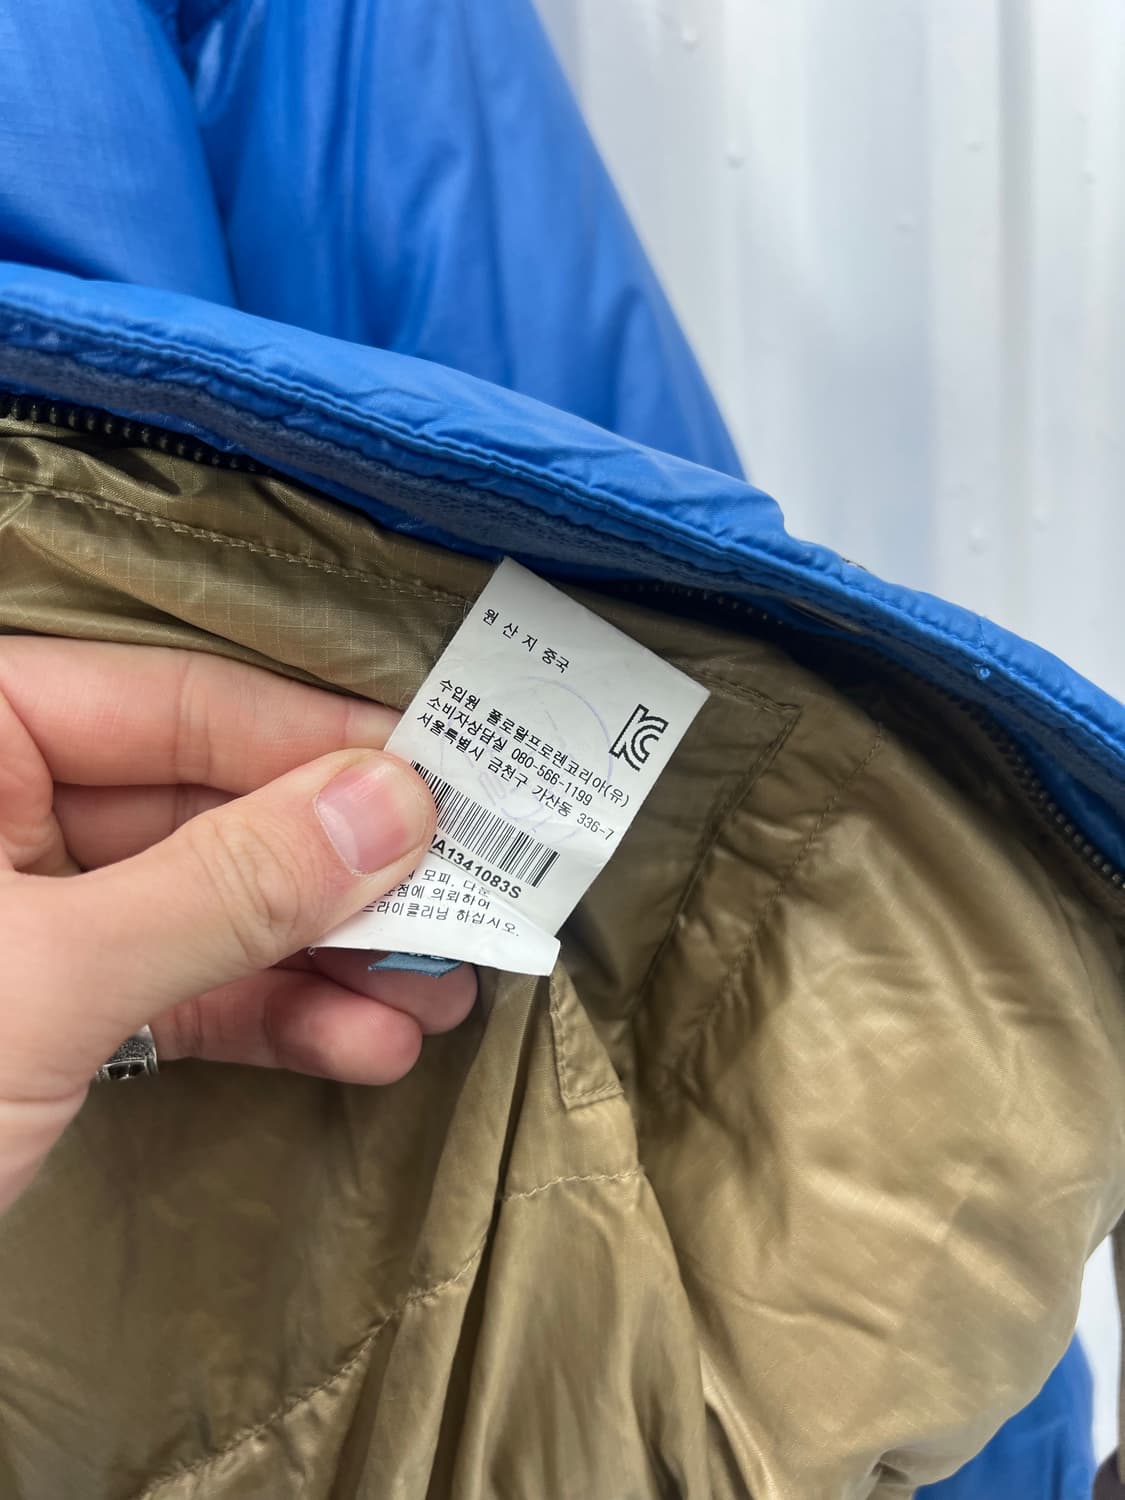 원 산 지 중국
수입원 폴로랄프로렌코리아(유)
소비자상담실 080-566-1199
서울특별시 금천구 가산동 336-7
A1341083S
모피,
점에 의뢰하여
드라이클리닝 하십시오.